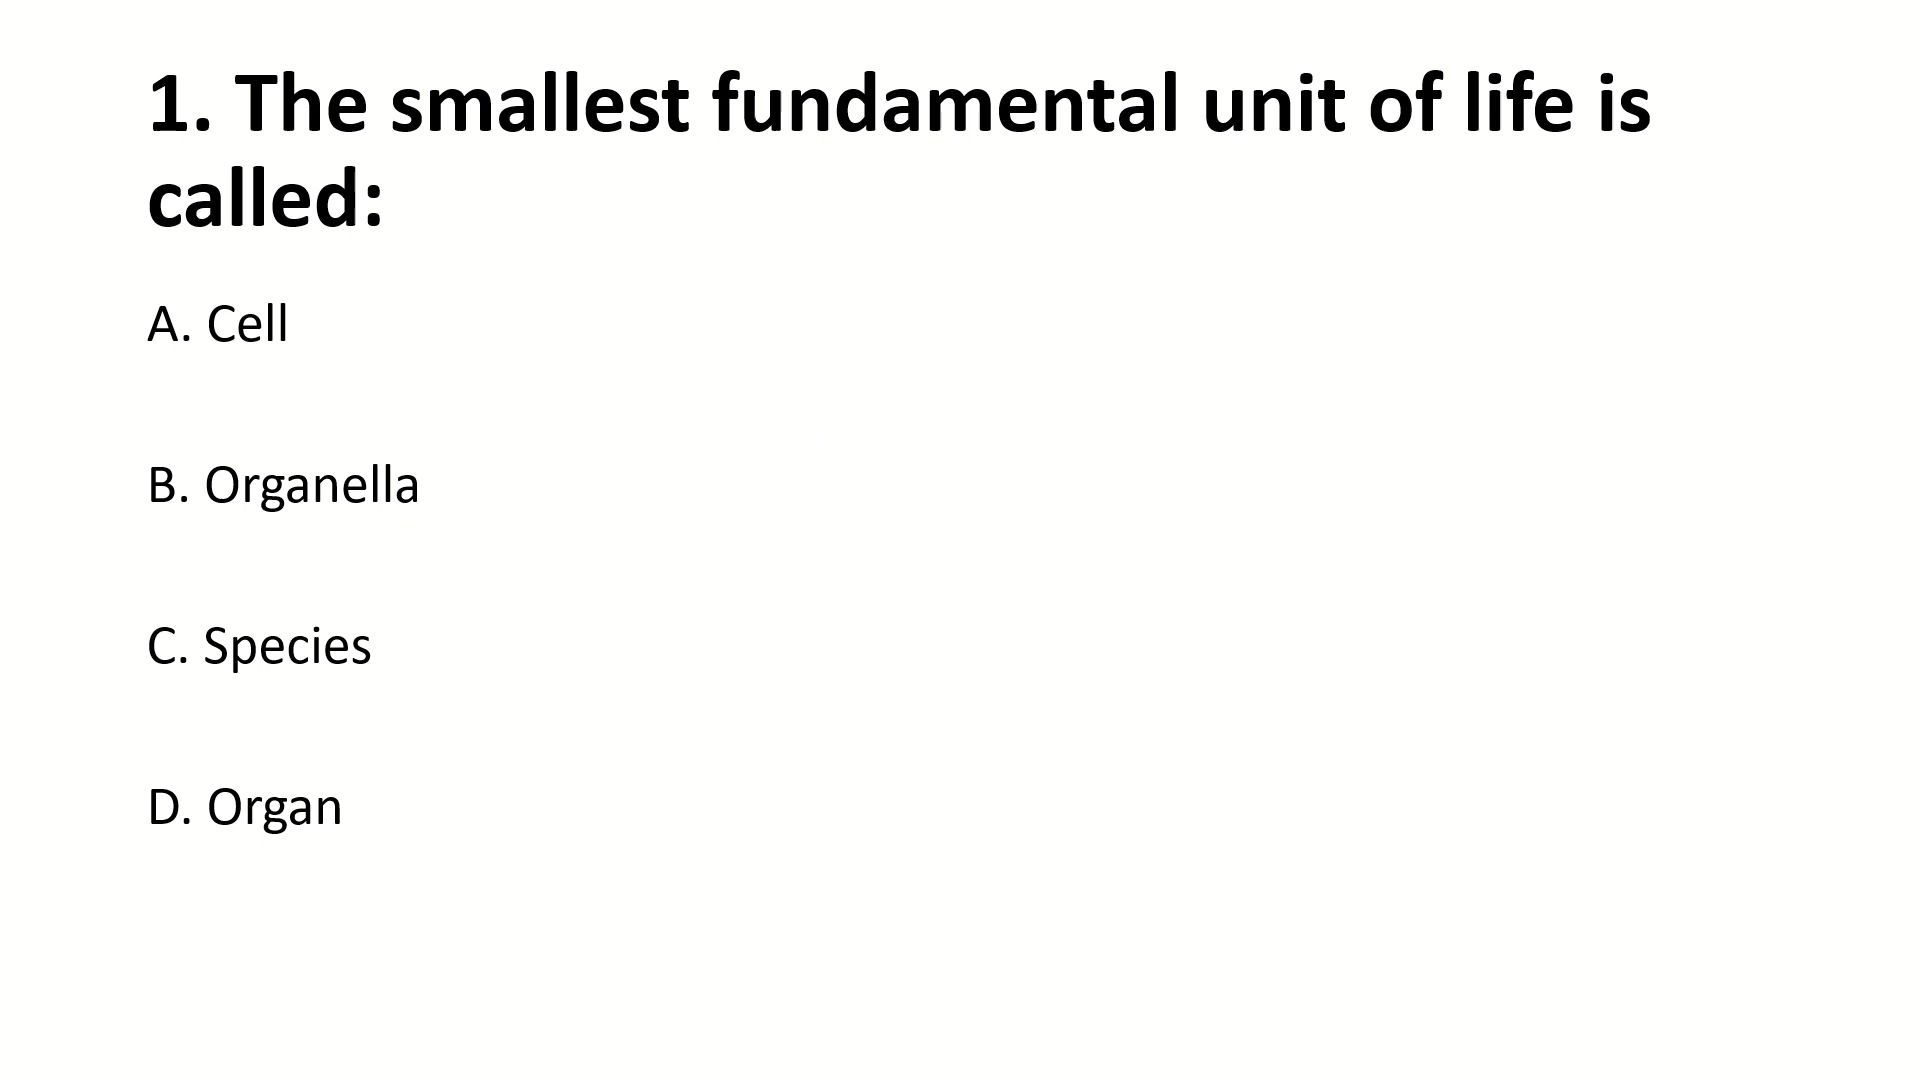 1. The smallest fundamental unit of life is
called:
A. Cell
B. Organella
C. Species
D. Organ